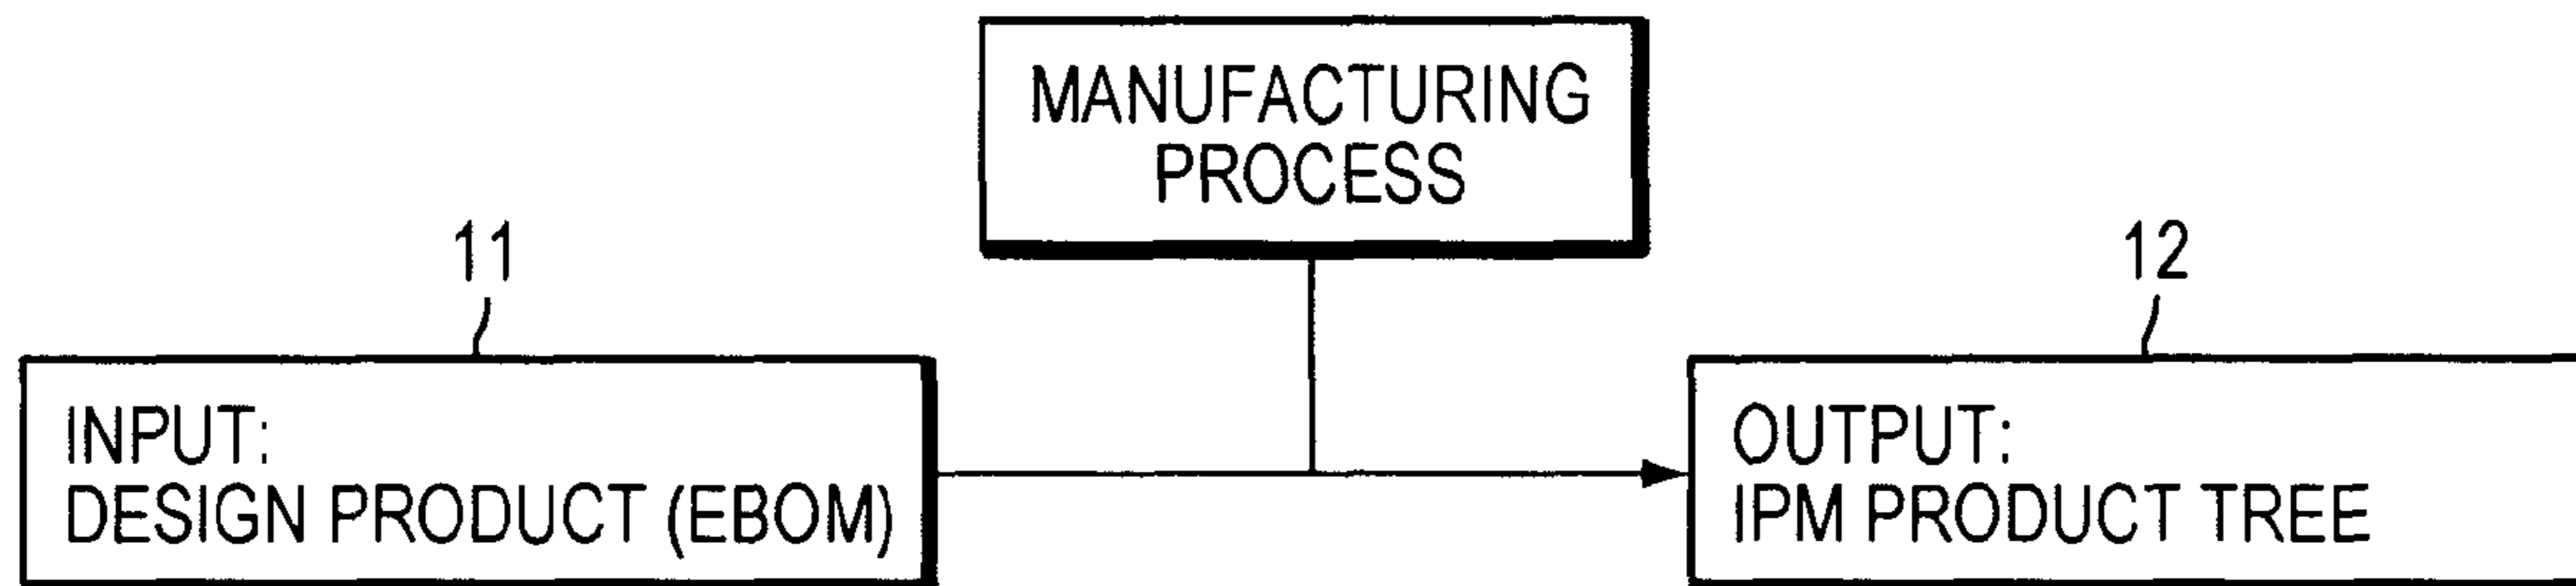 MANUFACTURING
PROCESS
11
12
INPUT:
DESIGN PRODUCT (EBOM)
OUTPUT:
IPM PRODUCT TREE